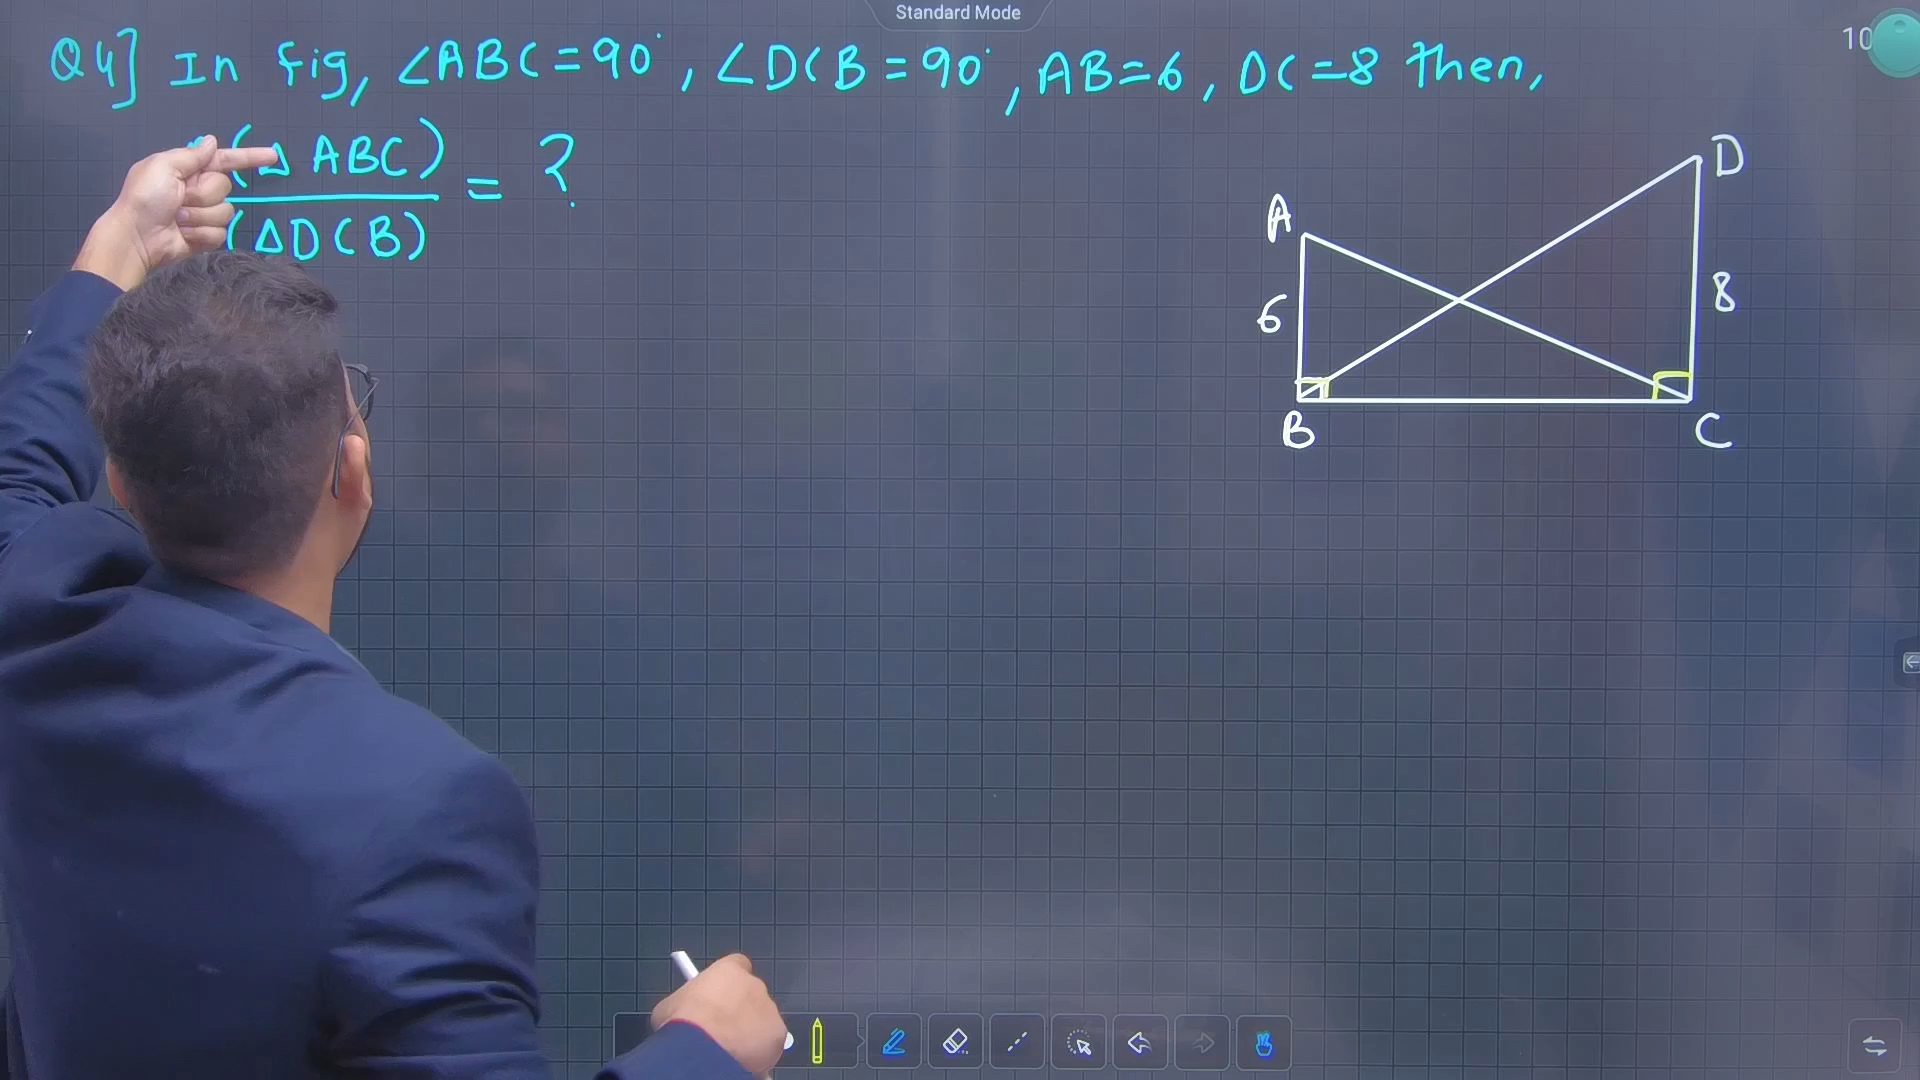 Standard Mode
10
Q4] In fig, ∠ABC=90°, ∠DCB=90°, AB=6, DC=8 then,
(△ABC)
= ?
(△DCB)
D
A
8
6
B
C